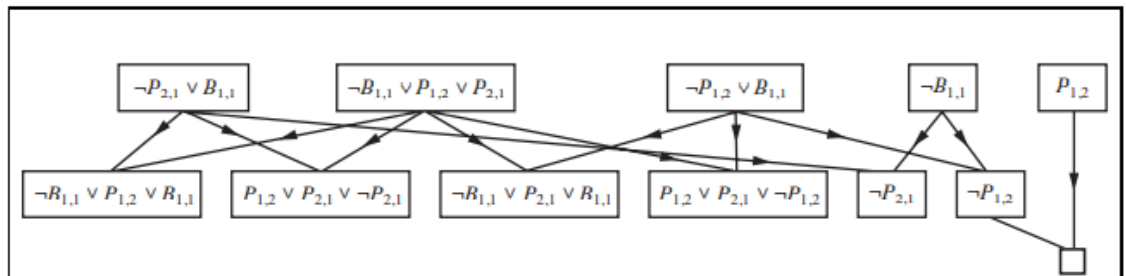 ¬P₂,₁ ∨ B₁,₁ ¬B₁,₁ ∨ P₁,₂ ∨ P₂,₁ ¬P₁,₂ ∨ B₁,₁ ¬B₁,₁ P₁,₂
¬B₁,₁ ∨ P₁,₂ ∨ B₁,₁ P₁,₂ ∨ P₂,₁ ∨ ¬P₂,₁ ¬B₁,₁ ∨ P₂,₁ ∨ B₁,₁ P₁,₂ ∨ P₂,₁ ∨ ¬P₁,₂ ¬P₂,₁ ¬P₁,₂